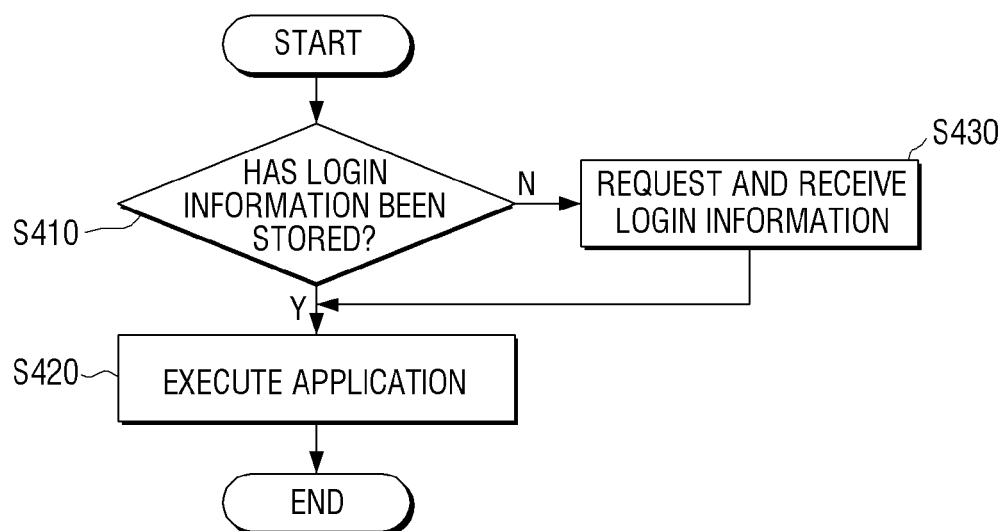 START
HAS LOGIN
INFORMATION BEEN
STORED?
S410
N
REQUEST AND RECEIVE
LOGIN INFORMATION
S430
Y
EXECUTE APPLICATION
S420
END